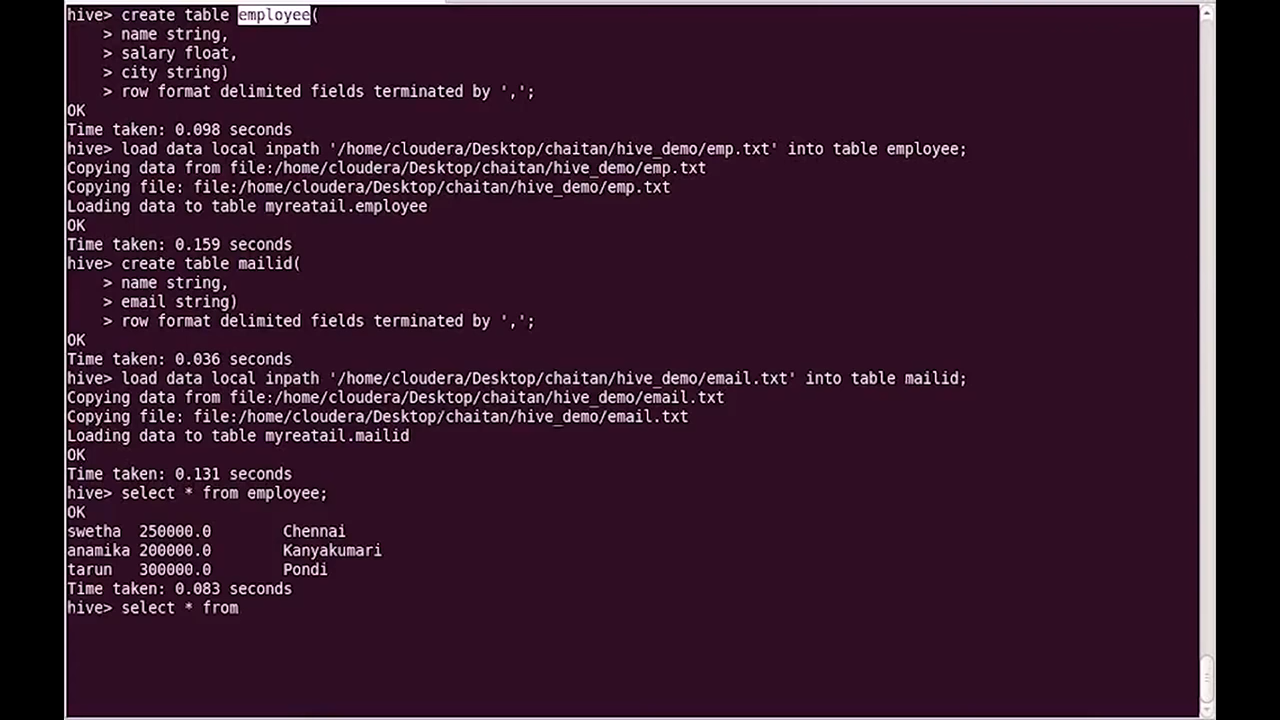 hive> create table employee(
    > name string,
    > salary float,
    > city string)
    > row format delimited fields terminated by ',';
OK
Time taken: 0.098 seconds
hive> load data local inpath '/home/cloudera/Desktop/chaitan/hive_demo/emp.txt' into table employee;
Copying data from file:/home/cloudera/Desktop/chaitan/hive_demo/emp.txt
Copying file: file:/home/cloudera/Desktop/chaitan/hive_demo/emp.txt
Loading data to table myreatail.employee
OK
Time taken: 0.159 seconds
hive> create table mailid(
    > name string,
    > email string)
    > row format delimited fields terminated by ',';
OK
Time taken: 0.036 seconds
hive> load data local inpath '/home/cloudera/Desktop/chaitan/hive_demo/email.txt' into table mailid;
Copying data from file:/home/cloudera/Desktop/chaitan/hive_demo/email.txt
Copying file: file:/home/cloudera/Desktop/chaitan/hive_demo/email.txt
Loading data to table myreatail.mailid
OK
Time taken: 0.131 seconds
hive> select * from employee;
OK
swetha  250000.0        Chennai
anamika 200000.0        Kanyakumari
tarun   300000.0        Pondi
Time taken: 0.083 seconds
hive> select * from